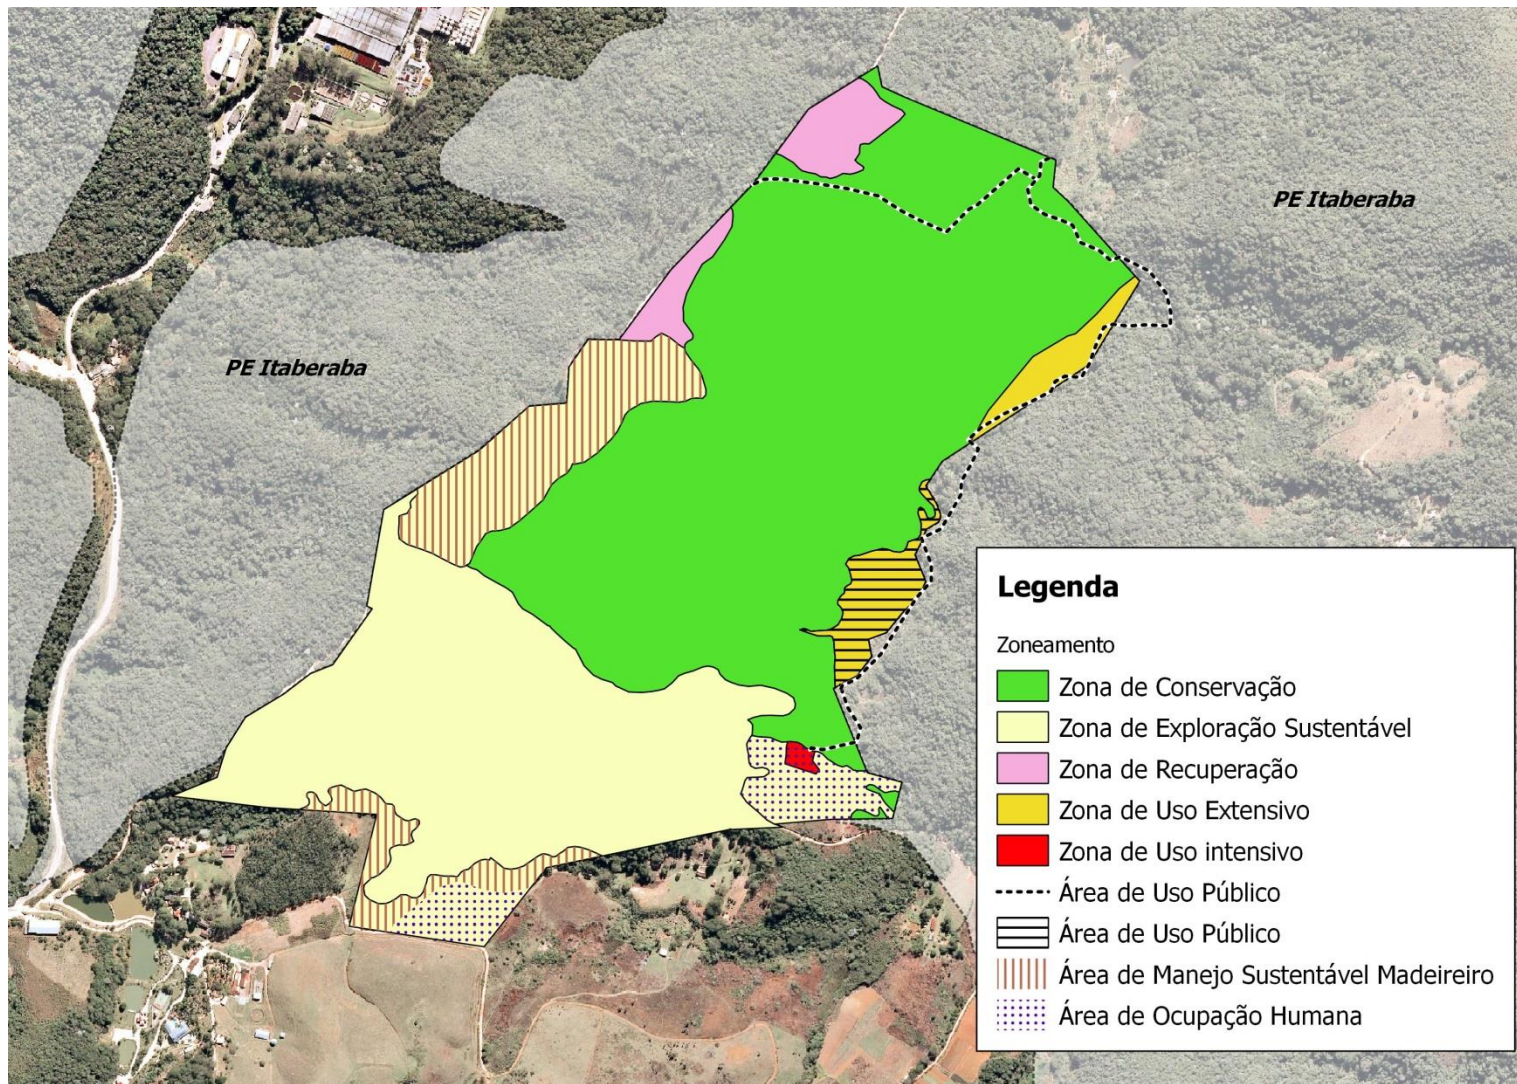 PE Itaberaba
PE Itaberaba
Legenda
Zoneamento
Zona de Conservação
Zona de Exploração Sustentável
Zona de Recuperação
Zona de Uso Extensivo
Zona de Uso intensivo
Área de Uso Público
Área de Uso Público
Área de Manejo Sustentável Madeireiro
Área de Ocupação Humana